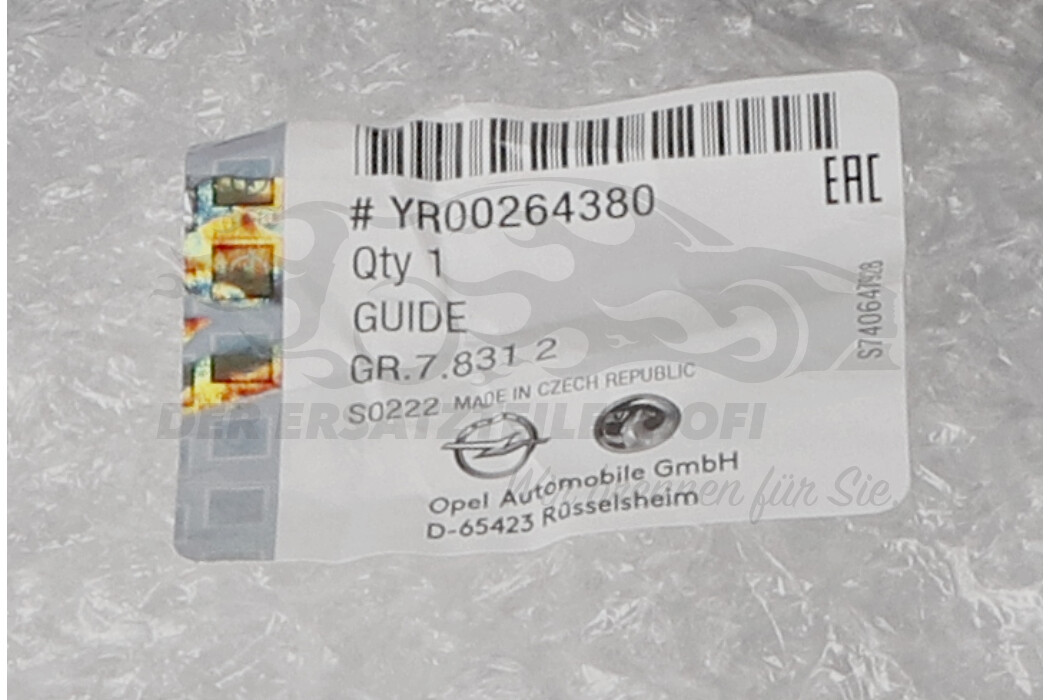 EAC
# YR00264380
Qty 1
GUIDE
GR.7.831 2
S0222 MADE IN CZECH REPUBLIC
Opel Automobile GmbH
D-65423 Rüsselsheim
S740647928
DER ERSATZTEILEPROFI
Wir brennen für Sie.